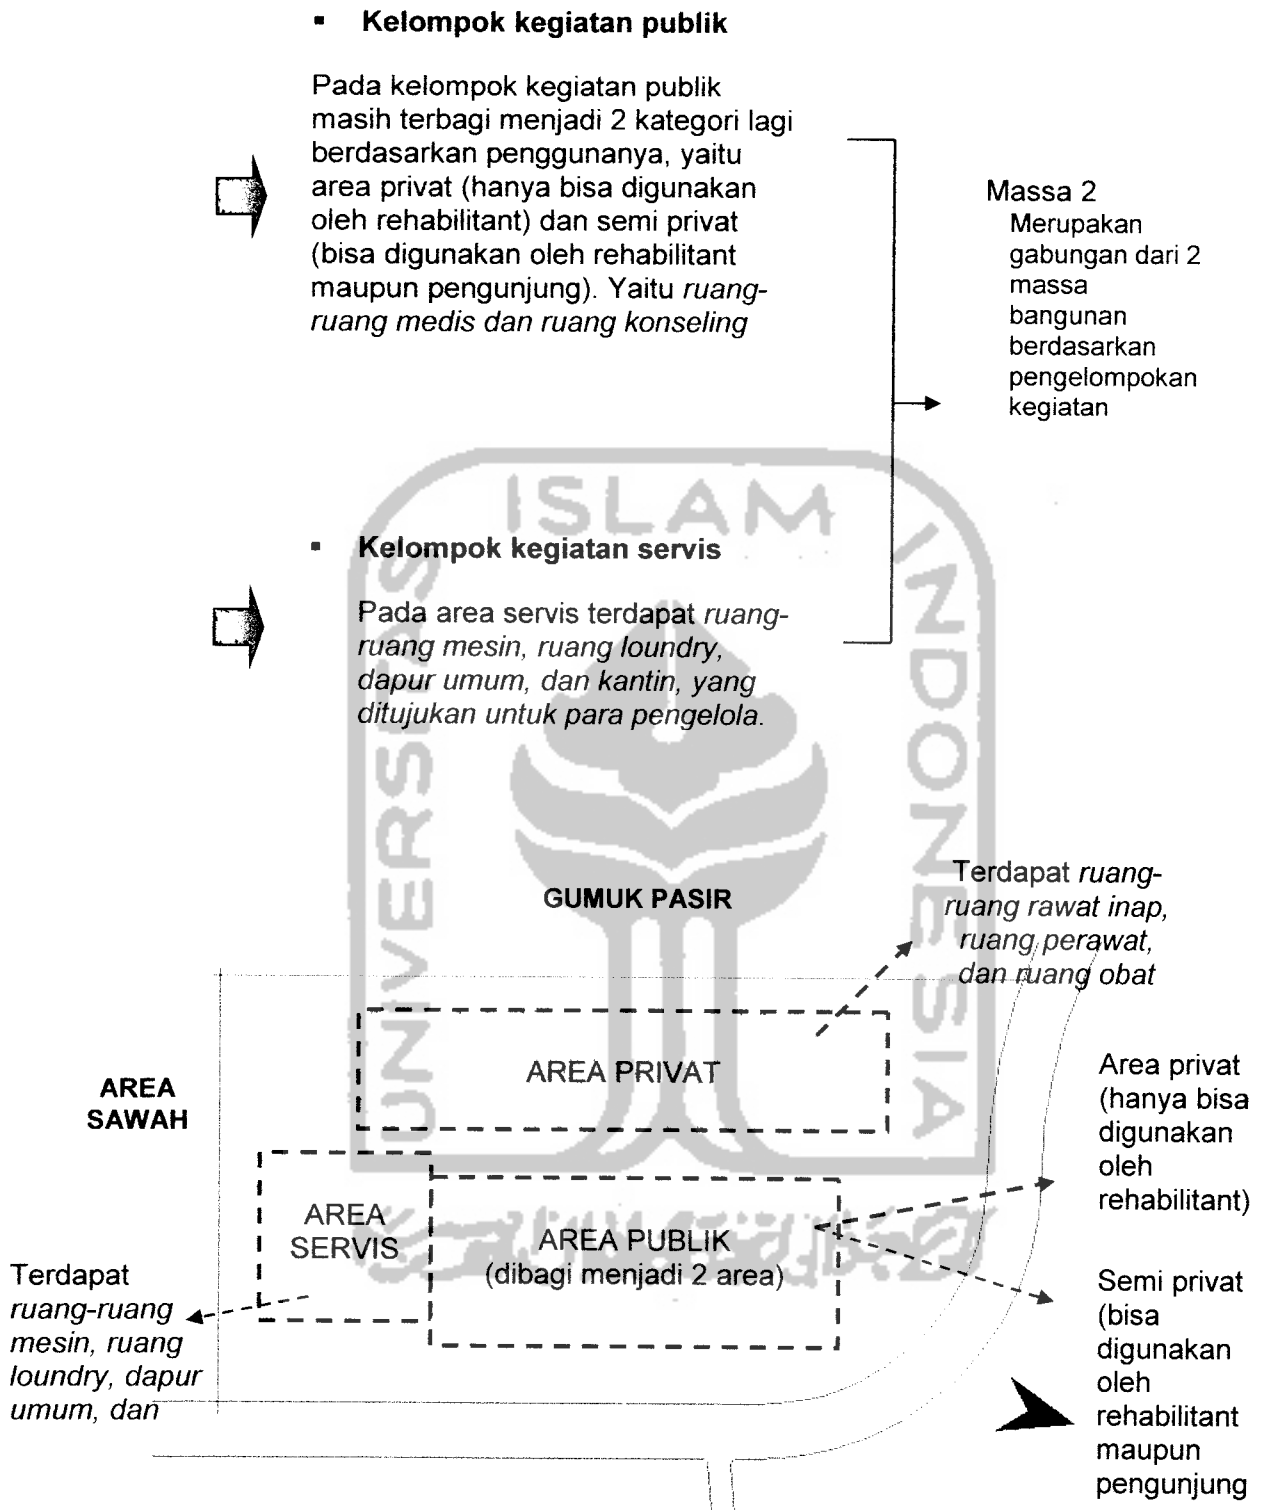 ▪ Kelompok kegiatan publik
Pada kelompok kegiatan publik
masih terbagi menjadi 2 kategori lagi
berdasarkan penggunanya, yaitu
area privat (hanya bisa digunakan
oleh rehabilitant) dan semi privat
(bisa digunakan oleh rehabilitant
maupun pengunjung). Yaitu ruang-
ruang medis dan ruang konseling
Massa 2
Merupakan
gabungan dari 2
massa
bangunan
berdasarkan
pengelompokan
kegiatan
▪ Kelompok kegiatan servis
Pada area servis terdapat ruang-
ruang mesin, ruang loundry,
dapur umum, dan kantin, yang
ditujukan untuk para pengelola.
UNIVERSITAS
ISLAM
INDONESIA
GUMUK PASIR
Terdapat ruang-
ruang rawat inap,
ruang perawat,
dan ruang obat
AREA
SAWAH
AREA PRIVAT
Area privat
(hanya bisa
digunakan
oleh
rehabilitant)
AREA
SERVIS
AREA PUBLIK
(dibagi menjadi 2 area)
Terdapat
ruang-ruang
mesin, ruang
loundry, dapur
umum, dan
Semi privat
(bisa
digunakan
oleh
rehabilitant
maupun
pengunjung